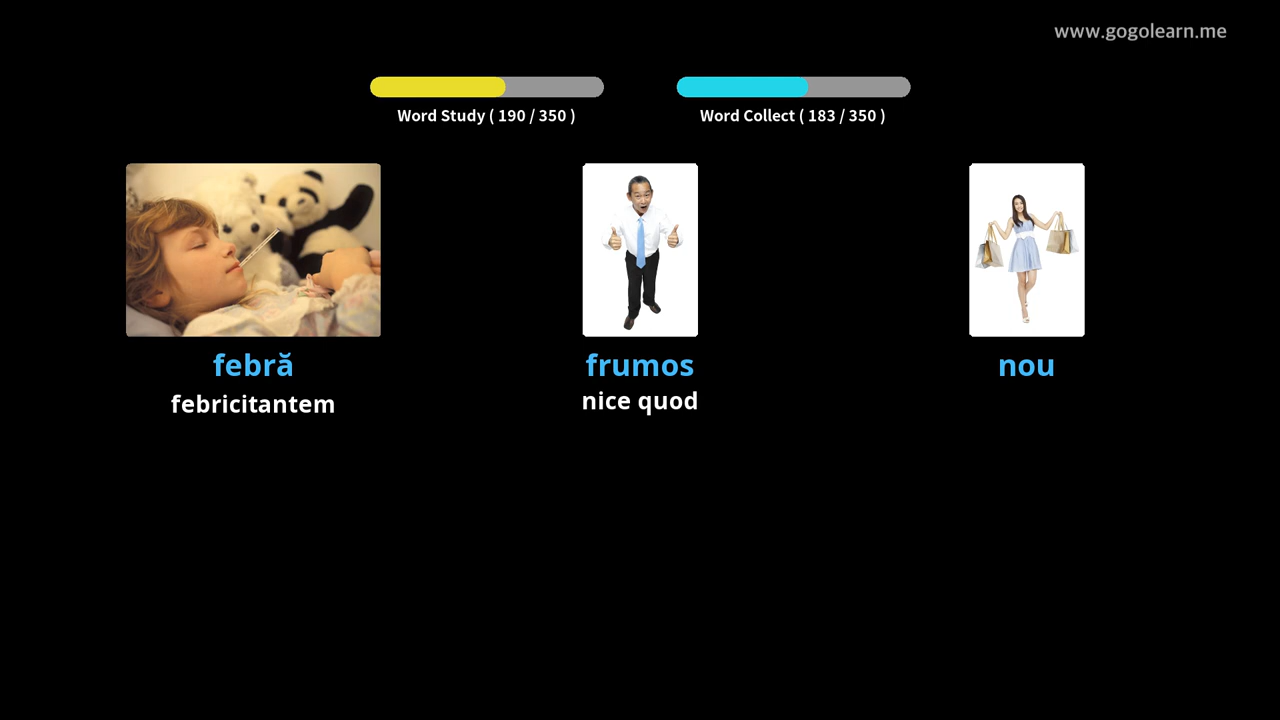 www.gogolearn.me
Word Study ( 190 / 350 )
Word Collect ( 183 / 350 )
febră
frumos
nou
febricitantem
nice quod